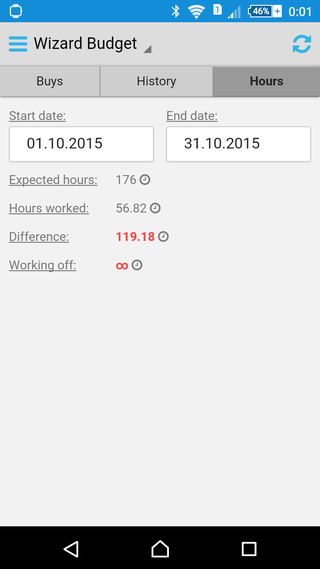 1 46% 0:01
Wizard Budget
Buys History Hours
Start date: End date:
01.10.2015 31.10.2015
Expected hours: 176
Hours worked: 56.82
Difference: 119.18
Working off: ∞